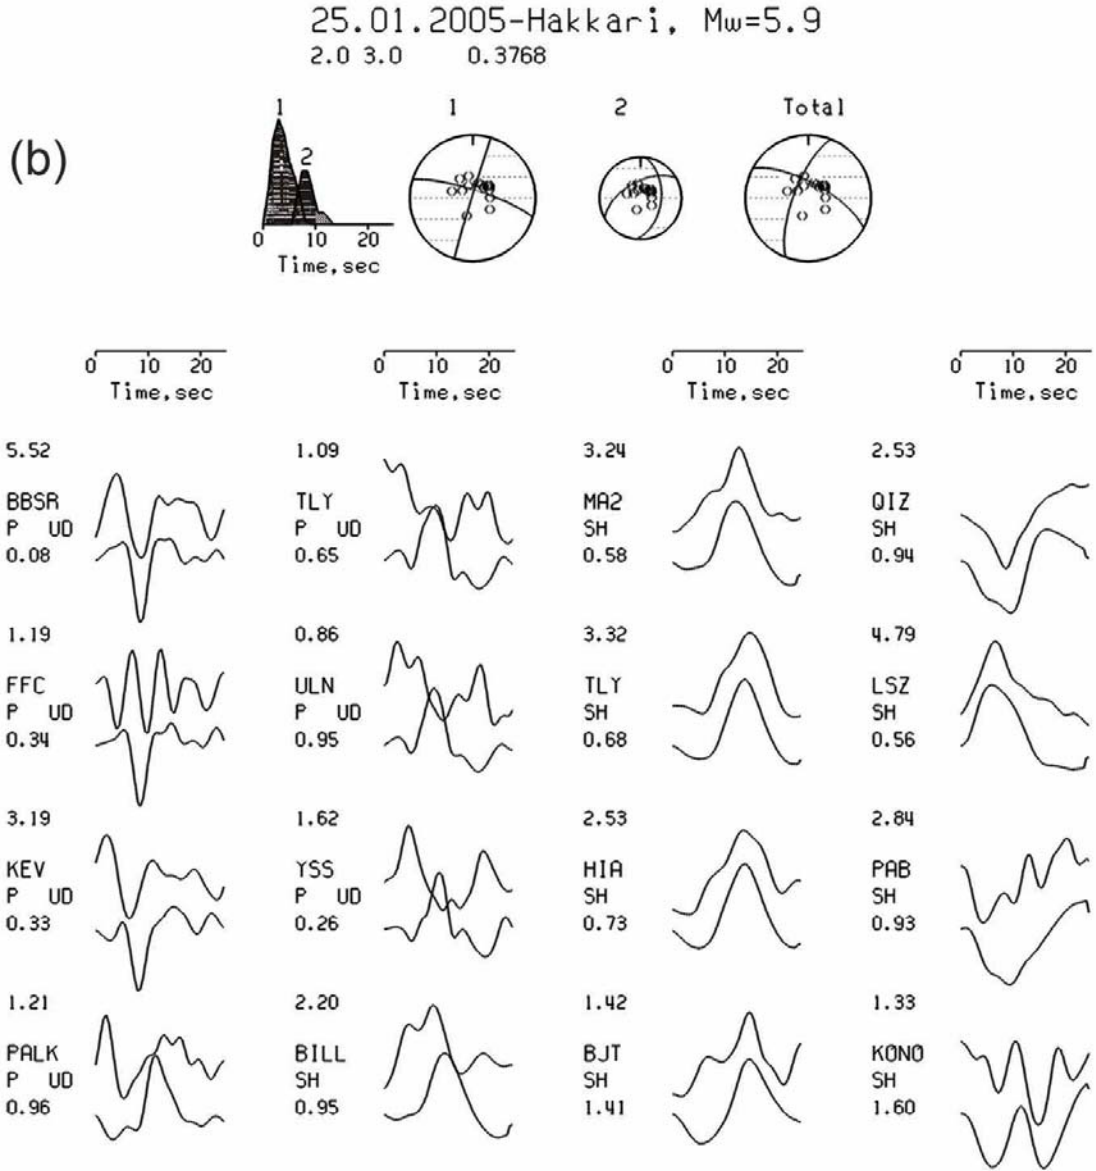 25.01.2005-Hakkari, Mw=5.9
2.0 3.0 0.3768
(b)
1 1 2 Total
2
0 10 20
Time,sec
0 10 20 0 10 20 0 10 20 0 10 20
Time,sec Time,sec Time,sec Time,sec
5.52
BBSR
P UD
0.08
1.09
TLY
P UD
0.65
3.24
MA2
SH
0.58
2.53
QIZ
SH
0.94
1.19
FFC
P UD
0.34
0.86
ULN
P UD
0.95
3.32
TLY
SH
0.68
4.79
LSZ
SH
0.56
3.19
KEV
P UD
0.33
1.62
YSS
P UD
0.26
2.53
HIA
SH
0.73
2.84
PAB
SH
0.93
1.21
PALK
P UD
0.96
2.20
BILL
SH
0.95
1.42
BJT
SH
1.41
1.33
KONO
SH
1.60